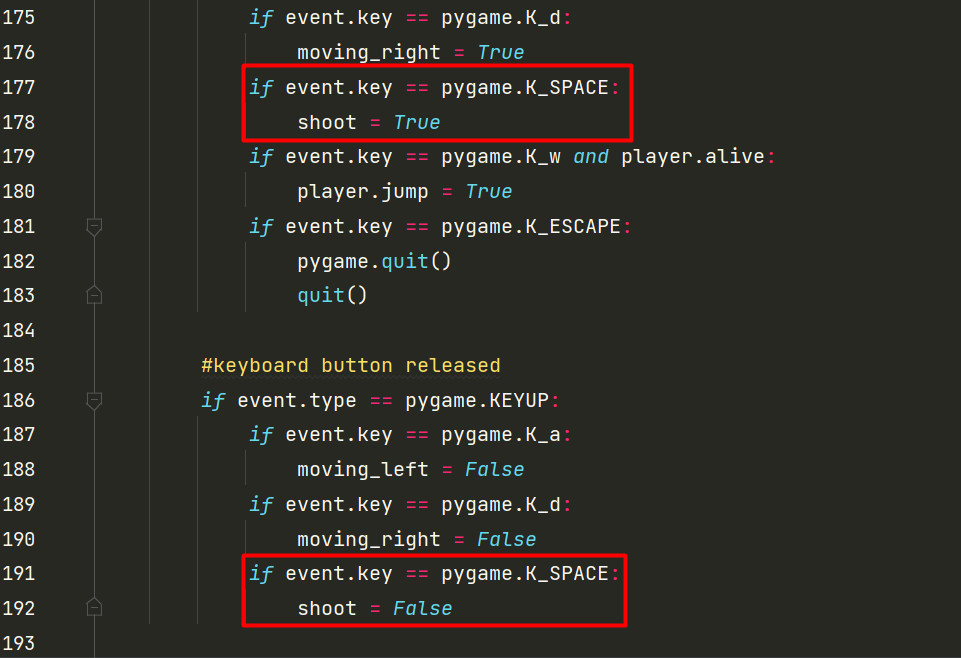 175 if event.key == pygame.K_d:
176 moving_right = True
177 if event.key == pygame.K_SPACE:
178 shoot = True
179 if event.key == pygame.K_w and player.alive:
180 player.jump = True
181 if event.key == pygame.K_ESCAPE:
182 pygame.quit()
183 quit()
184
185 #keyboard button released
186 if event.type == pygame.KEYUP:
187 if event.key == pygame.K_a:
188 moving_left = False
189 if event.key == pygame.K_d:
190 moving_right = False
191 if event.key == pygame.K_SPACE:
192 shoot = False
193